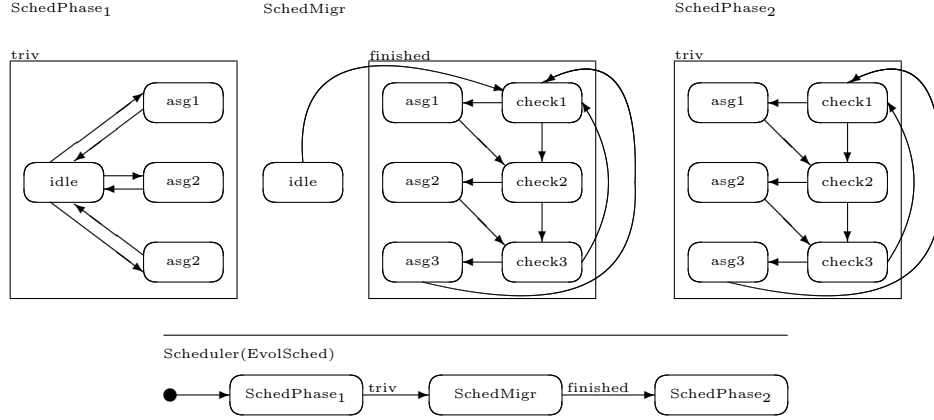 SchedPhase1 SchedMigr SchedPhase2
triv finished triv
asg1 asg1 check1 asg1 check1
idle asg2 idle asg2 check2 asg2 check2
asg2 asg3 check3 asg3 check3
Scheduler(EvolSched)
SchedPhase1 triv SchedMigr finished SchedPhase2